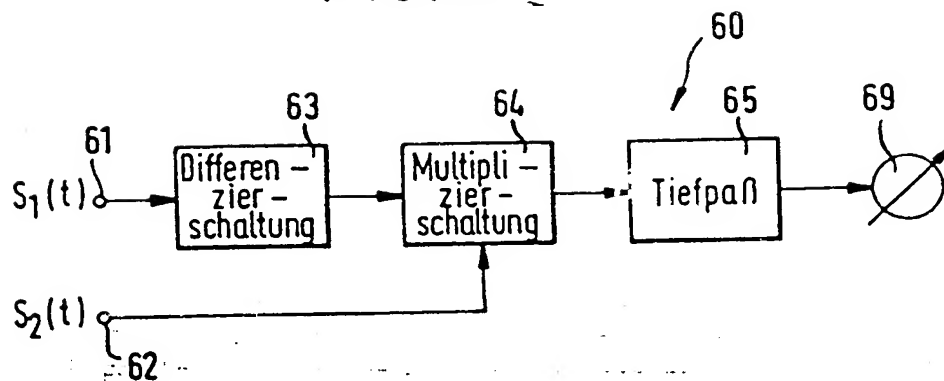 60
61
63
64
65
69
S₁(t)
Differen-
zier-
schaltung
Multipli-
zier-
schaltung
Tiefpaß
S₂(t)
62